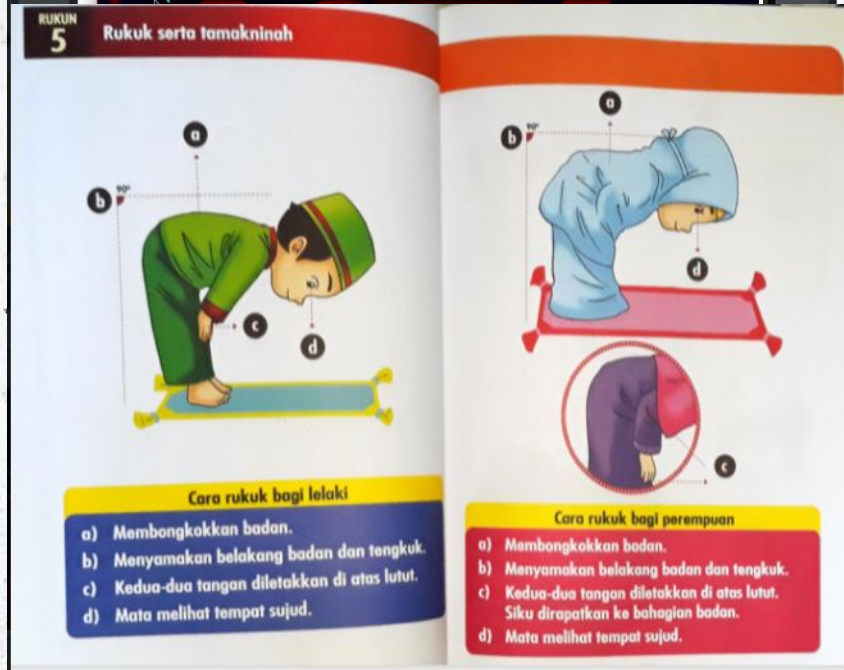 RUKUN
5
Rukuk serta tamakninah
a
b
90°
c
d
Cara rukuk bagi lelaki
a) Membongkokkan badan.
b) Menyamakan belakang badan dan tengkuk.
c) Kedua-dua tangan diletakkan di atas lutut.
d) Mata melihat tempat sujud.
a
b
90°
d
c
Cara rukuk bagi perempuan
a) Membongkokkan badan.
b) Menyamakan belakang badan dan tengkuk.
c) Kedua-dua tangan diletakkan di atas lutut.
Siku dirapatkan ke bahagian badan.
d) Mata melihat tempat sujud.